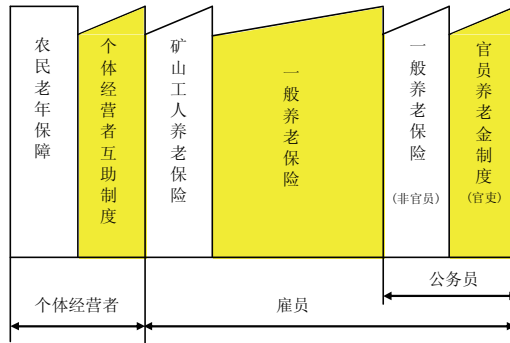 农民老年保障
个体经营者互助制度
矿山工人养老保险
一般养老保险
一般养老保险
(非官员)
官员养老金制度
(官吏)
公务员
个体经营者
雇员